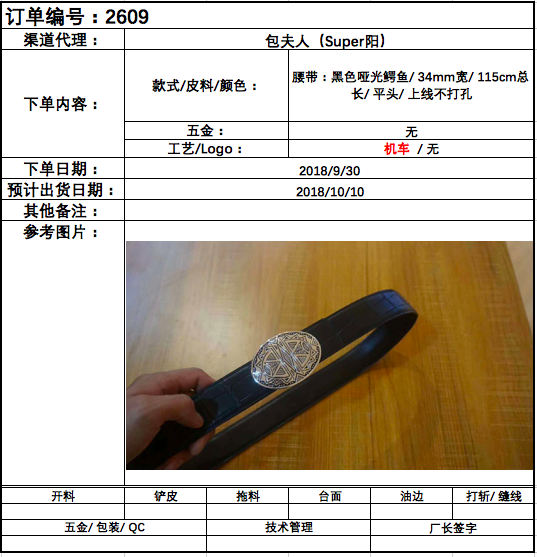 订单编号：2609
渠道代理：
包夫人（Super阳）
下单内容：
款式/皮料/颜色：
腰带：黑色哑光鳄鱼/ 34mm宽/ 115cm总
长/ 平头/ 上线不打孔
五金：
无
工艺/Logo：
机车 / 无
下单日期：
2018/9/30
预计出货日期：
2018/10/10
其他备注：
参考图片：
开料
铲皮
拖料
台面
油边
打斩/ 缝线
五金/ 包装/ QC
技术管理
厂长签字